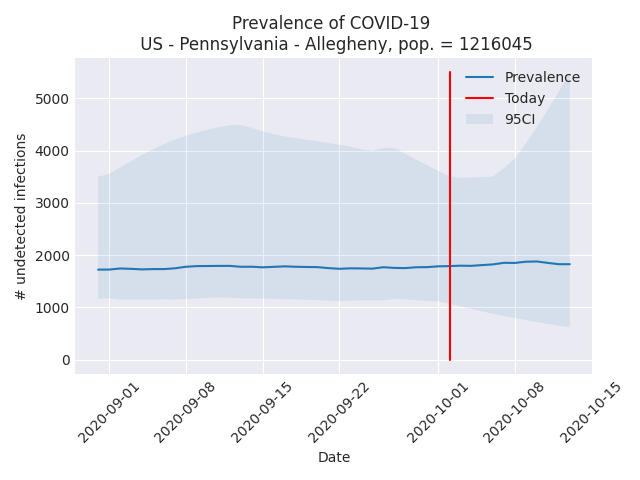 Prevalence of COVID-19
US - Pennsylvania - Allegheny, pop. = 1216045
Prevalence
Today
95CI
5000
4000
3000
2000
1000
0
# undetected infections
2020-09-01
2020-09-08
2020-09-15
2020-09-22
2020-10-01
2020-10-08
2020-10-15
Date